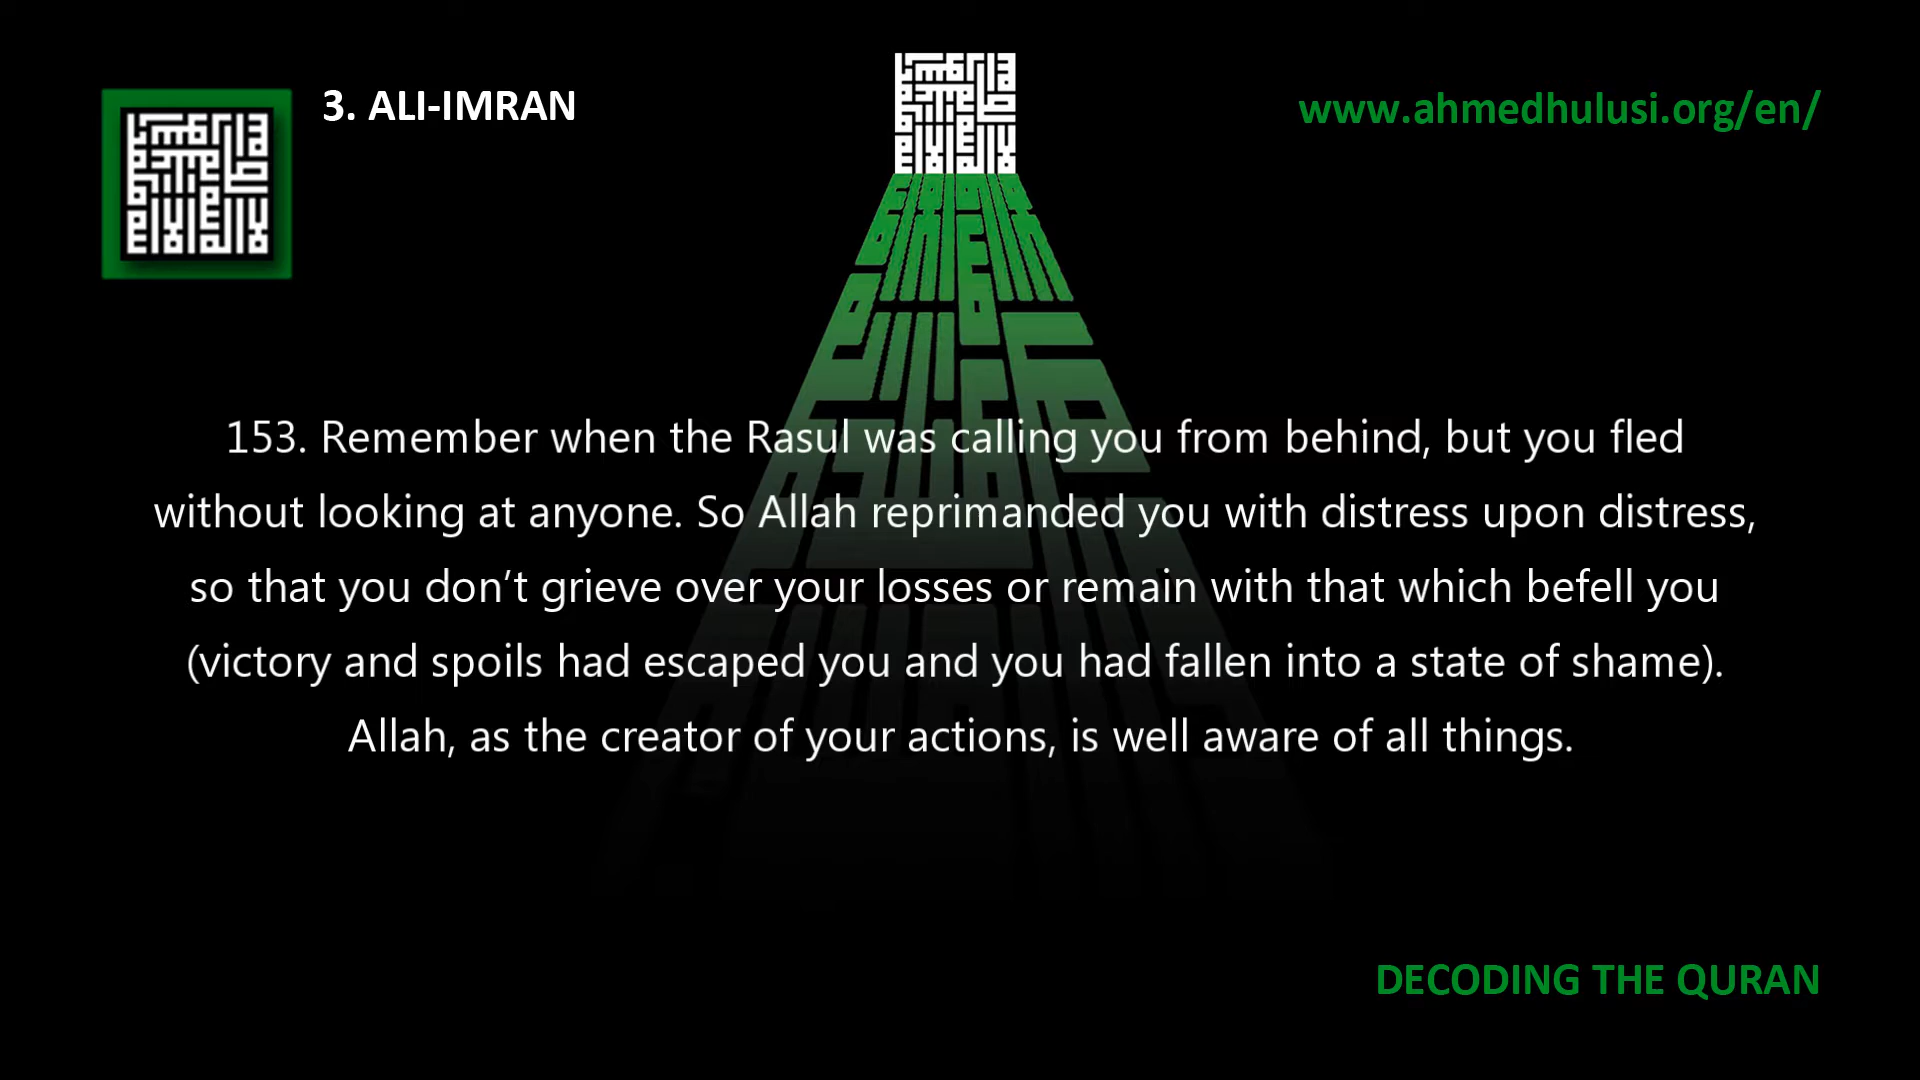 3. ALI-IMRAN
www.ahmedhulusi.org/en/
153. Remember when the Rasul was calling you from behind, but you fled
without looking at anyone. So Allah reprimanded you with distress upon distress,
so that you don’t grieve over your losses or remain with that which befell you
(victory and spoils had escaped you and you had fallen into a state of shame).
Allah, as the creator of your actions, is well aware of all things.
DECODING THE QURAN